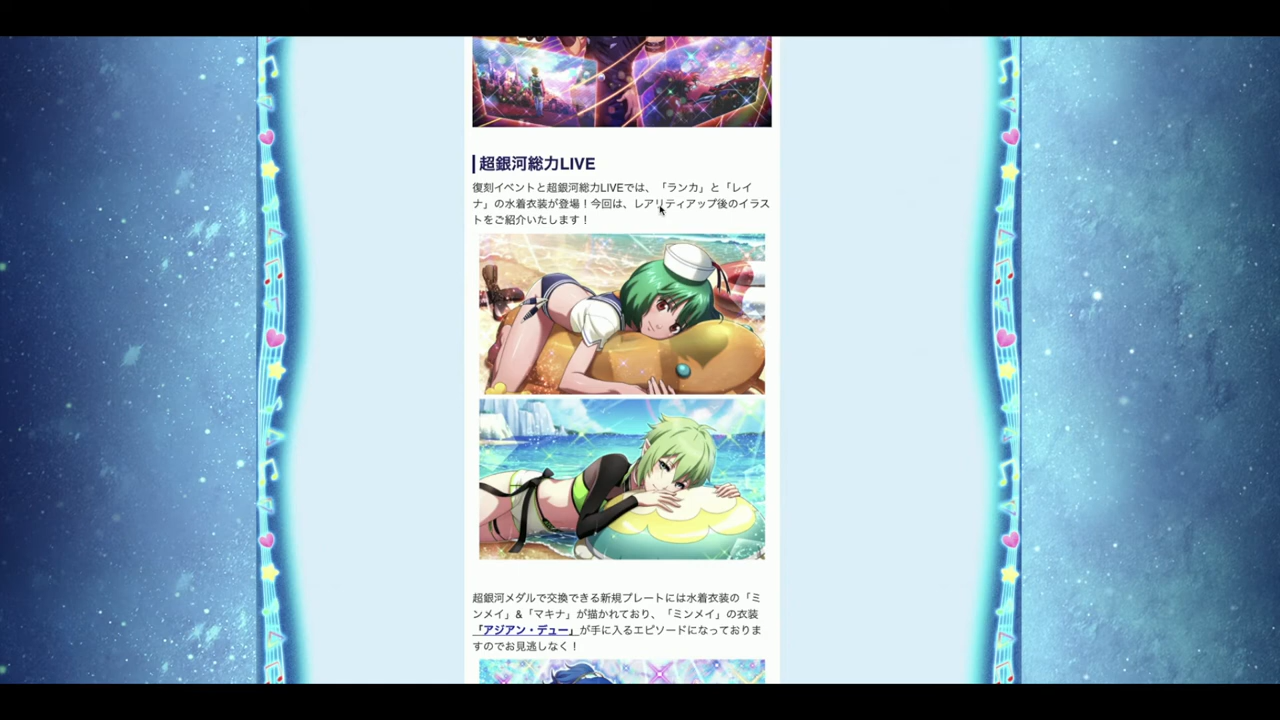 超銀河総力LIVE
復刻イベントと超銀河総力LIVEでは、「ランカ」と「レイ
ナ」の水着衣装が登場！今回は、レアリティアップ後のイラス
トをご紹介いたします！
超銀河メダルで交換できる新規プレートには水着衣装の「ミ
ンメイ」&「マキナ」が描かれており、「ミンメイ」の衣装
「アジアン・デュー」が手に入るエピソードになっておりま
すのでお見逃しなく！